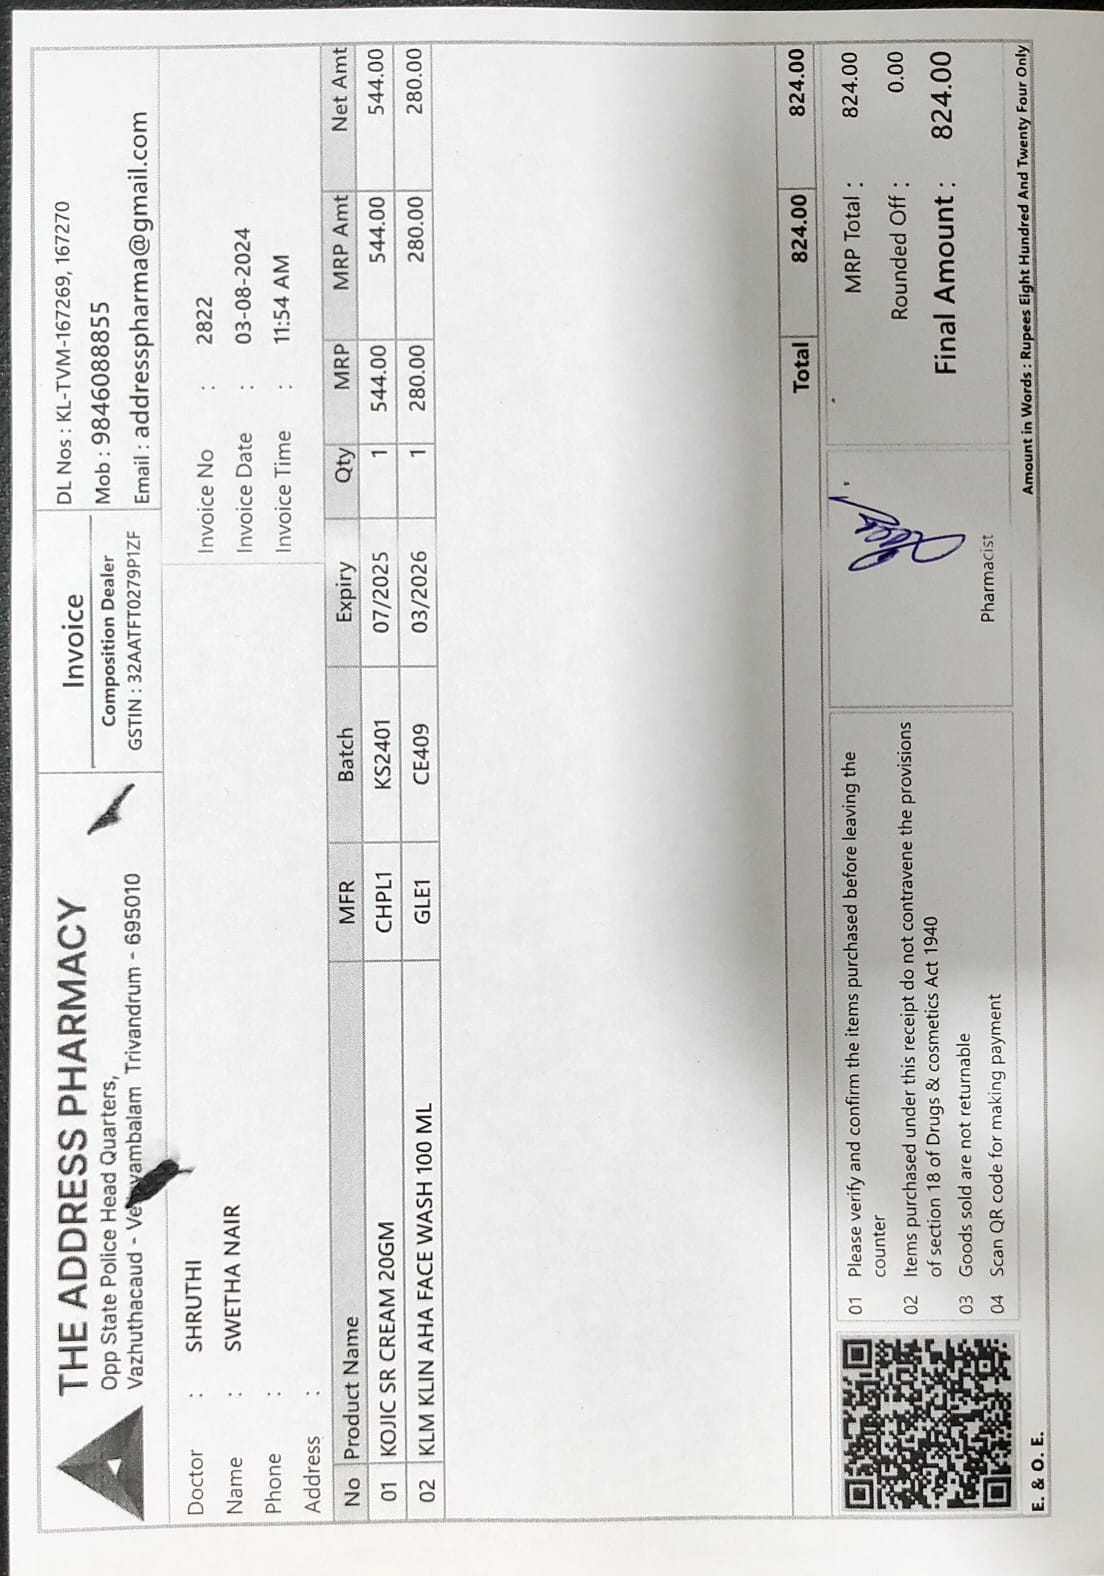 THE ADDRESS PHARMACY
Opp State Police Head Quarters,
Vazhuthacaud - Trivandrum - 695010
Invoice
Composition Dealer
GSTIN : 32AATFT0279P1ZF
DL Nos : KL-TVM-167269, 167270
Mob : 9846088855
Email : addresspharma@gmail.com
Doctor : SHRUTHI
Name : SWETHA NAIR
Phone :
Address :
Invoice No : 2822
Invoice Date : 03-08-2024
Invoice Time : 11:54 AM
No Product Name MFR Batch Expiry Qty MRP MRP Amt Net Amt
01 KOJIC SR CREAM 20GM CHPL1 KS2401 07/2025 1 544.00 544.00 544.00
02 KLM KLIN AHA FACE WASH 100 ML GLE1 CE409 03/2026 1 280.00 280.00 280.00
Total 824.00 824.00
01 Please verify and confirm the items purchased before leaving the
counter
02 Items purchased under this receipt do not contravene the provisions
of section 18 of Drugs & cosmetics Act 1940
03 Goods sold are not returnable
04 Scan QR code for making payment
Pharmacist
MRP Total : 824.00
Rounded Off : 0.00
Final Amount : 824.00
E. & O. E.
Amount in Words : Rupees Eight Hundred And Twenty Four Only